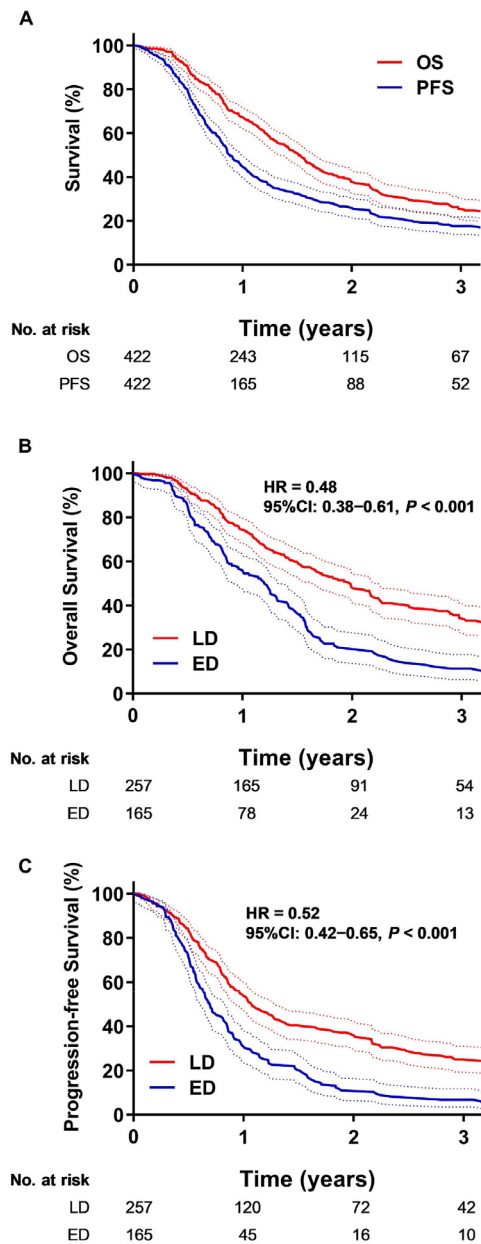 A
Survival (%)
100
80
60
40
20
0
OS
PFS
0 1 2 3
No. at risk Time (years)
OS 422 243 115 67
PFS 422 165 88 52
B
Overall Survival (%)
100
80
60
40
20
0
HR = 0.48
95%CI: 0.38–0.61, P < 0.001
LD
ED
0 1 2 3
No. at risk Time (years)
LD 257 165 91 54
ED 165 78 24 13
C
Progression-free Survival (%)
100
80
60
40
20
0
HR = 0.52
95%CI: 0.42–0.65, P < 0.001
LD
ED
0 1 2 3
No. at risk Time (years)
LD 257 120 72 42
ED 165 45 16 10